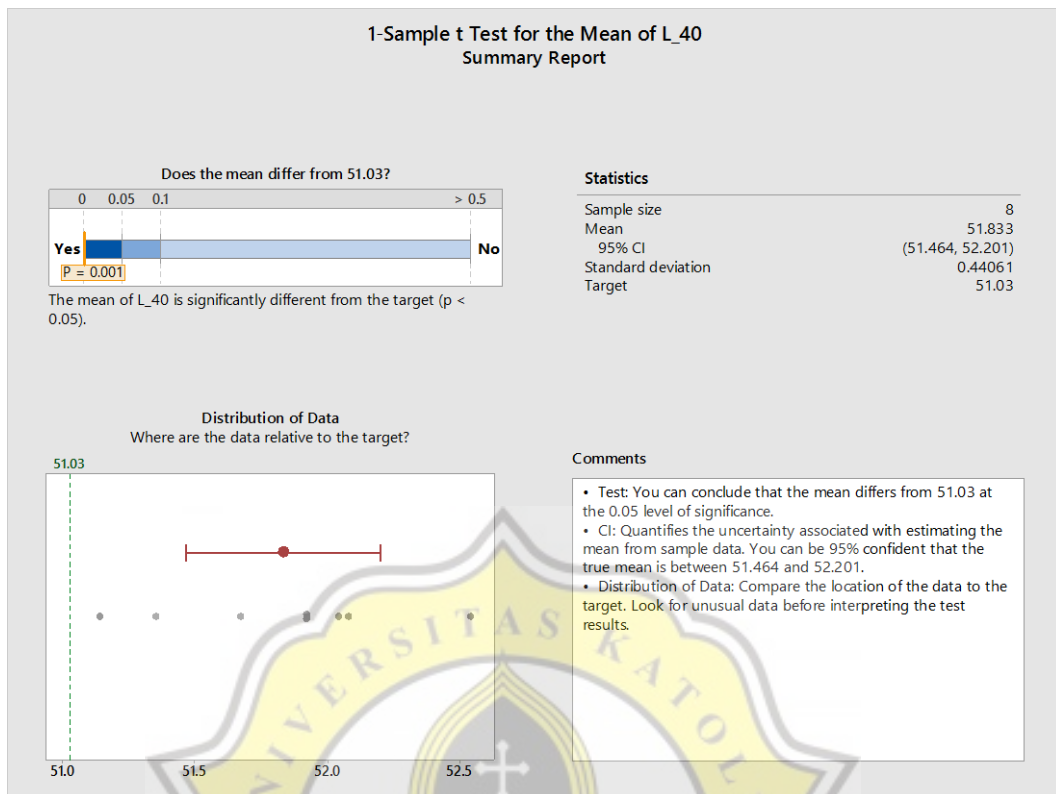 1-Sample t Test for the Mean of L_40
Summary Report
Does the mean differ from 51.03?
0 0.05 0.1 > 0.5
Yes No
P = 0.001
The mean of L_40 is significantly different from the target (p <
0.05).
Statistics
Sample size 8
Mean 51.833
95% CI (51.464, 52.201)
Standard deviation 0.44061
Target 51.03
Distribution of Data
Where are the data relative to the target?
51.03
51.0 51.5 52.0 52.5
Comments
• Test: You can conclude that the mean differs from 51.03 at
the 0.05 level of significance.
• CI: Quantifies the uncertainty associated with estimating the
mean from sample data. You can be 95% confident that the
true mean is between 51.464 and 52.201.
• Distribution of Data: Compare the location of the data to the
target. Look for unusual data before interpreting the test
results.
UNIVERSITAS KATOL